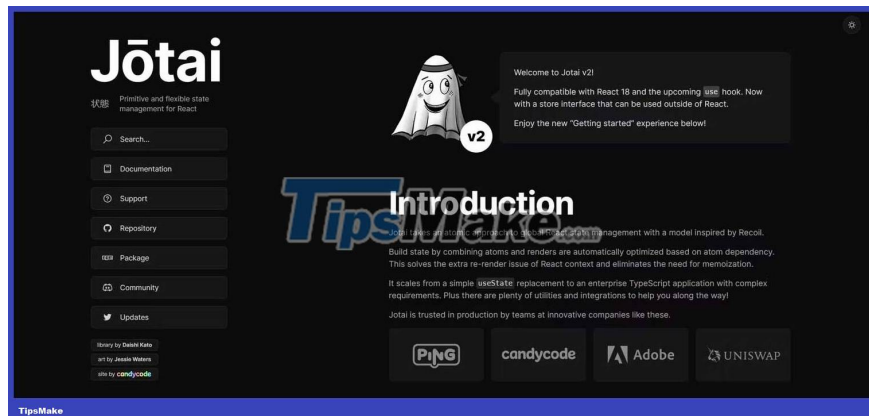 Jōtai
状態
Primitive and flexible state
management for React
Search...
Documentation
Support
Repository
Package
Community
Updates
library by Daishi Kato
art by Jessie Waters
site by candycode
v2
Welcome to Jotai v2!
Fully compatible with React 18 and the upcoming use hook. Now
with a store interface that can be used outside of React.
Enjoy the new "Getting started" experience below!
Introduction
Jotai takes an atomic approach to global React state management with a model inspired by Recoil.
Build state by combining atoms and renders are automatically optimized based on atom dependency.
This solves the extra re-render issue of React context and eliminates the need for memoization.
It scales from a simple useState replacement to an enterprise TypeScript application with complex
requirements. Plus there are plenty of utilities and integrations to help you along the way!
Jotai is trusted in production by teams at innovative companies like these.
PING
candycode
Adobe
UNISWAP
TipsMake.com
TipsMake